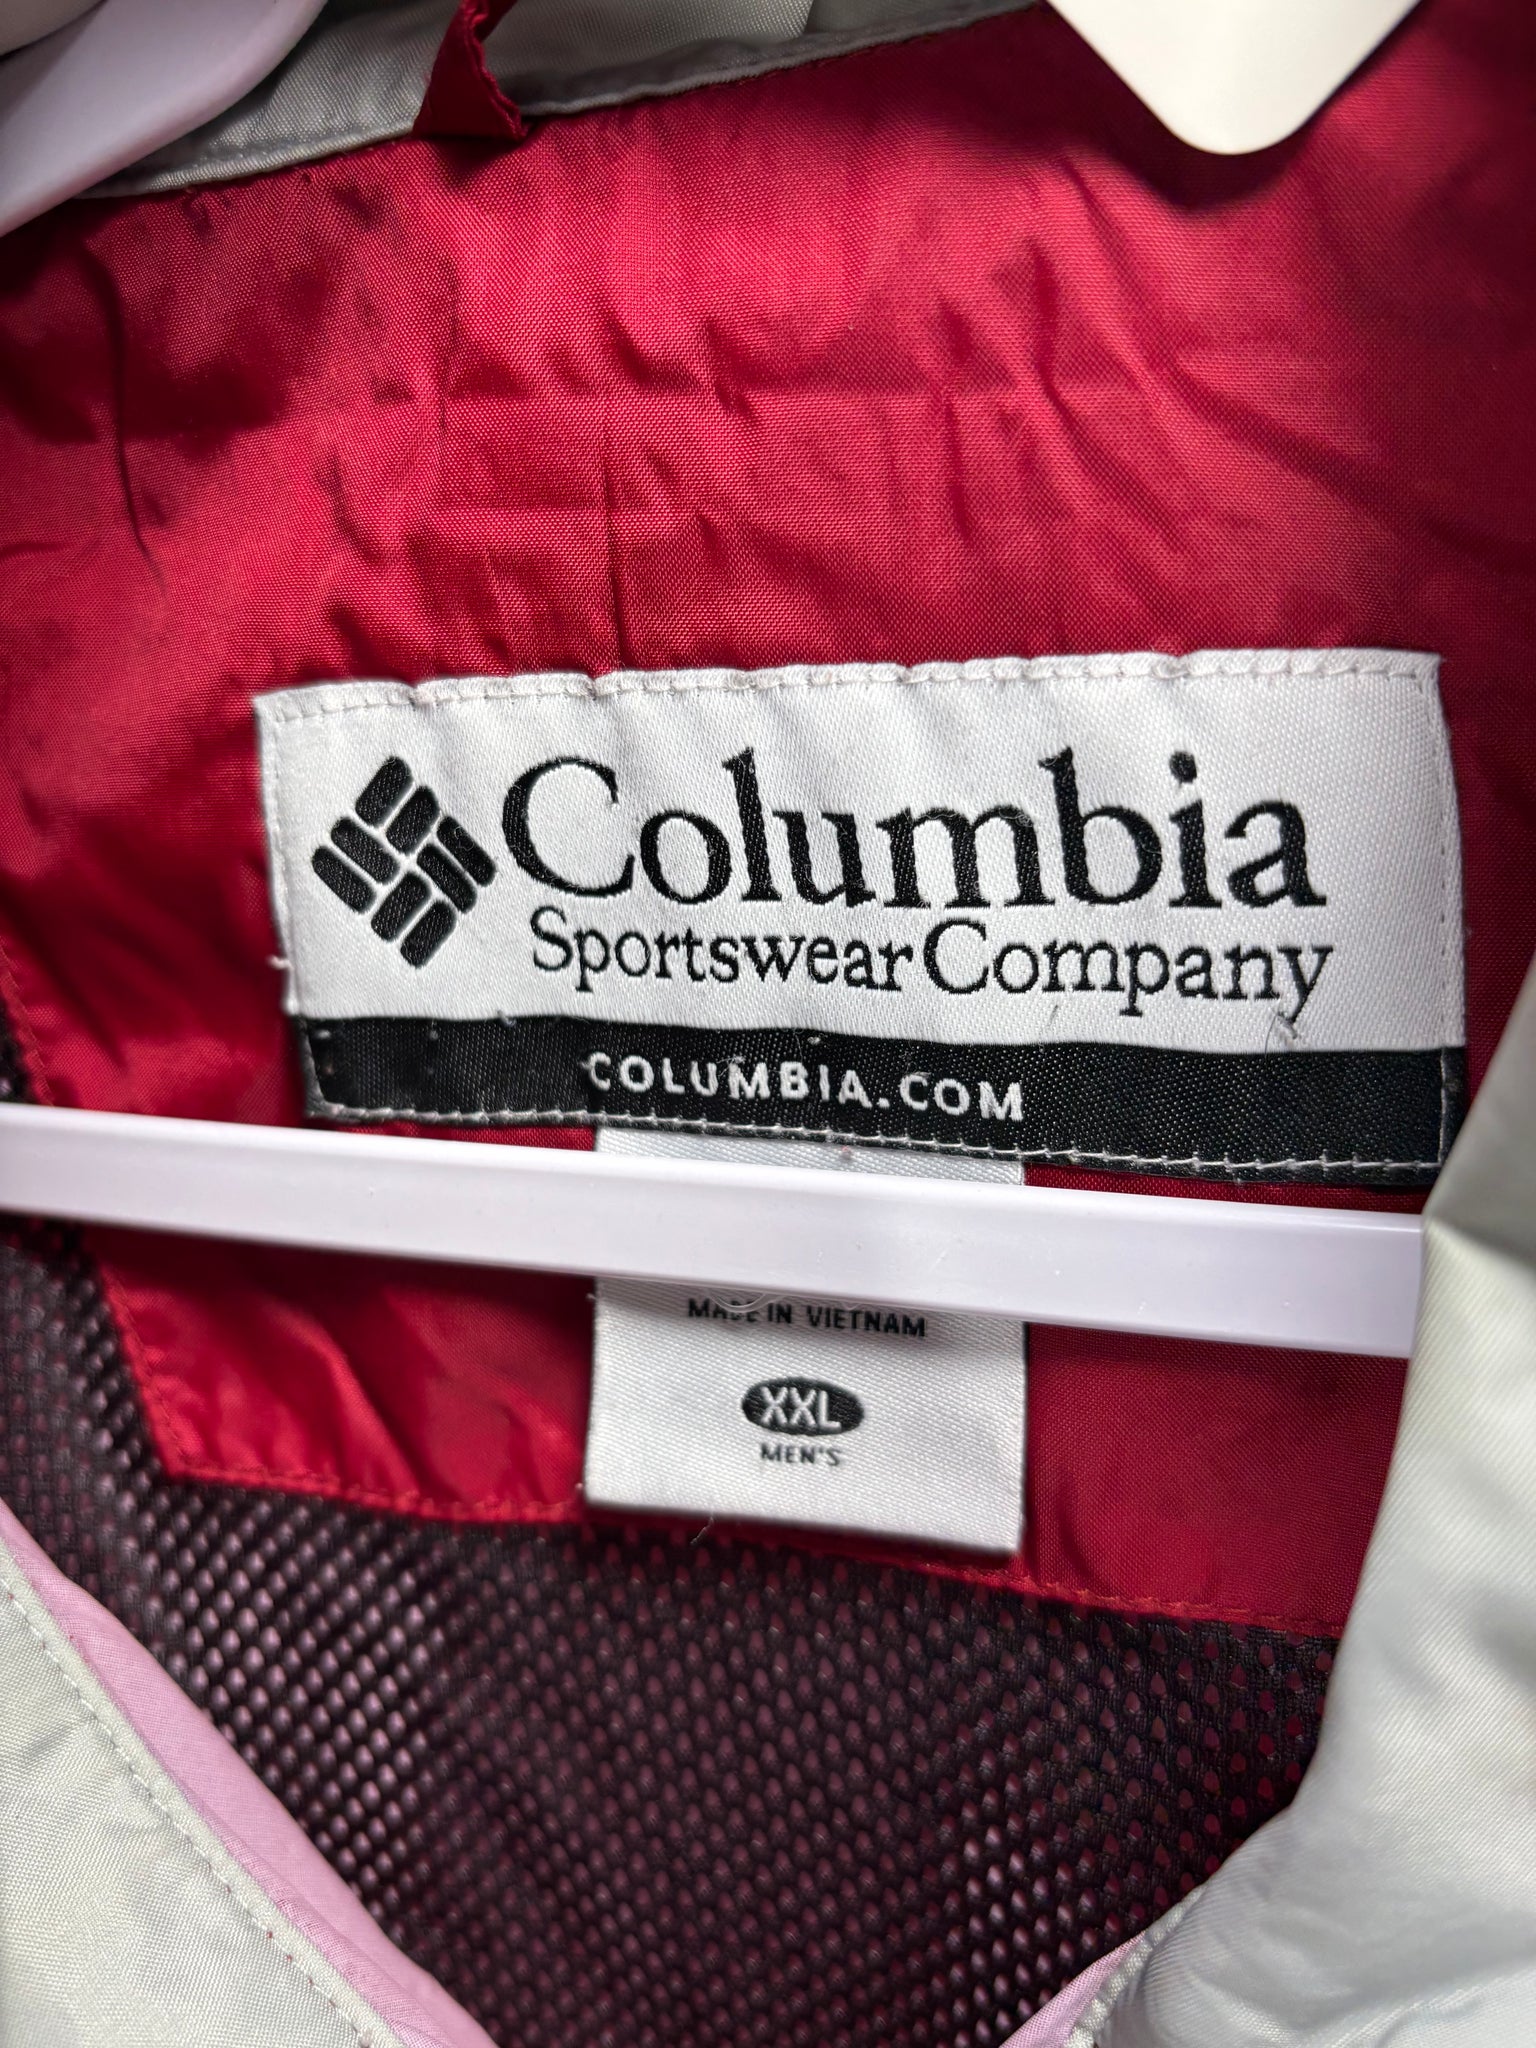 Columbia
Sportswear Company
COLUMBIA.COM
MADE IN VIETNAM
XXL
MEN'S